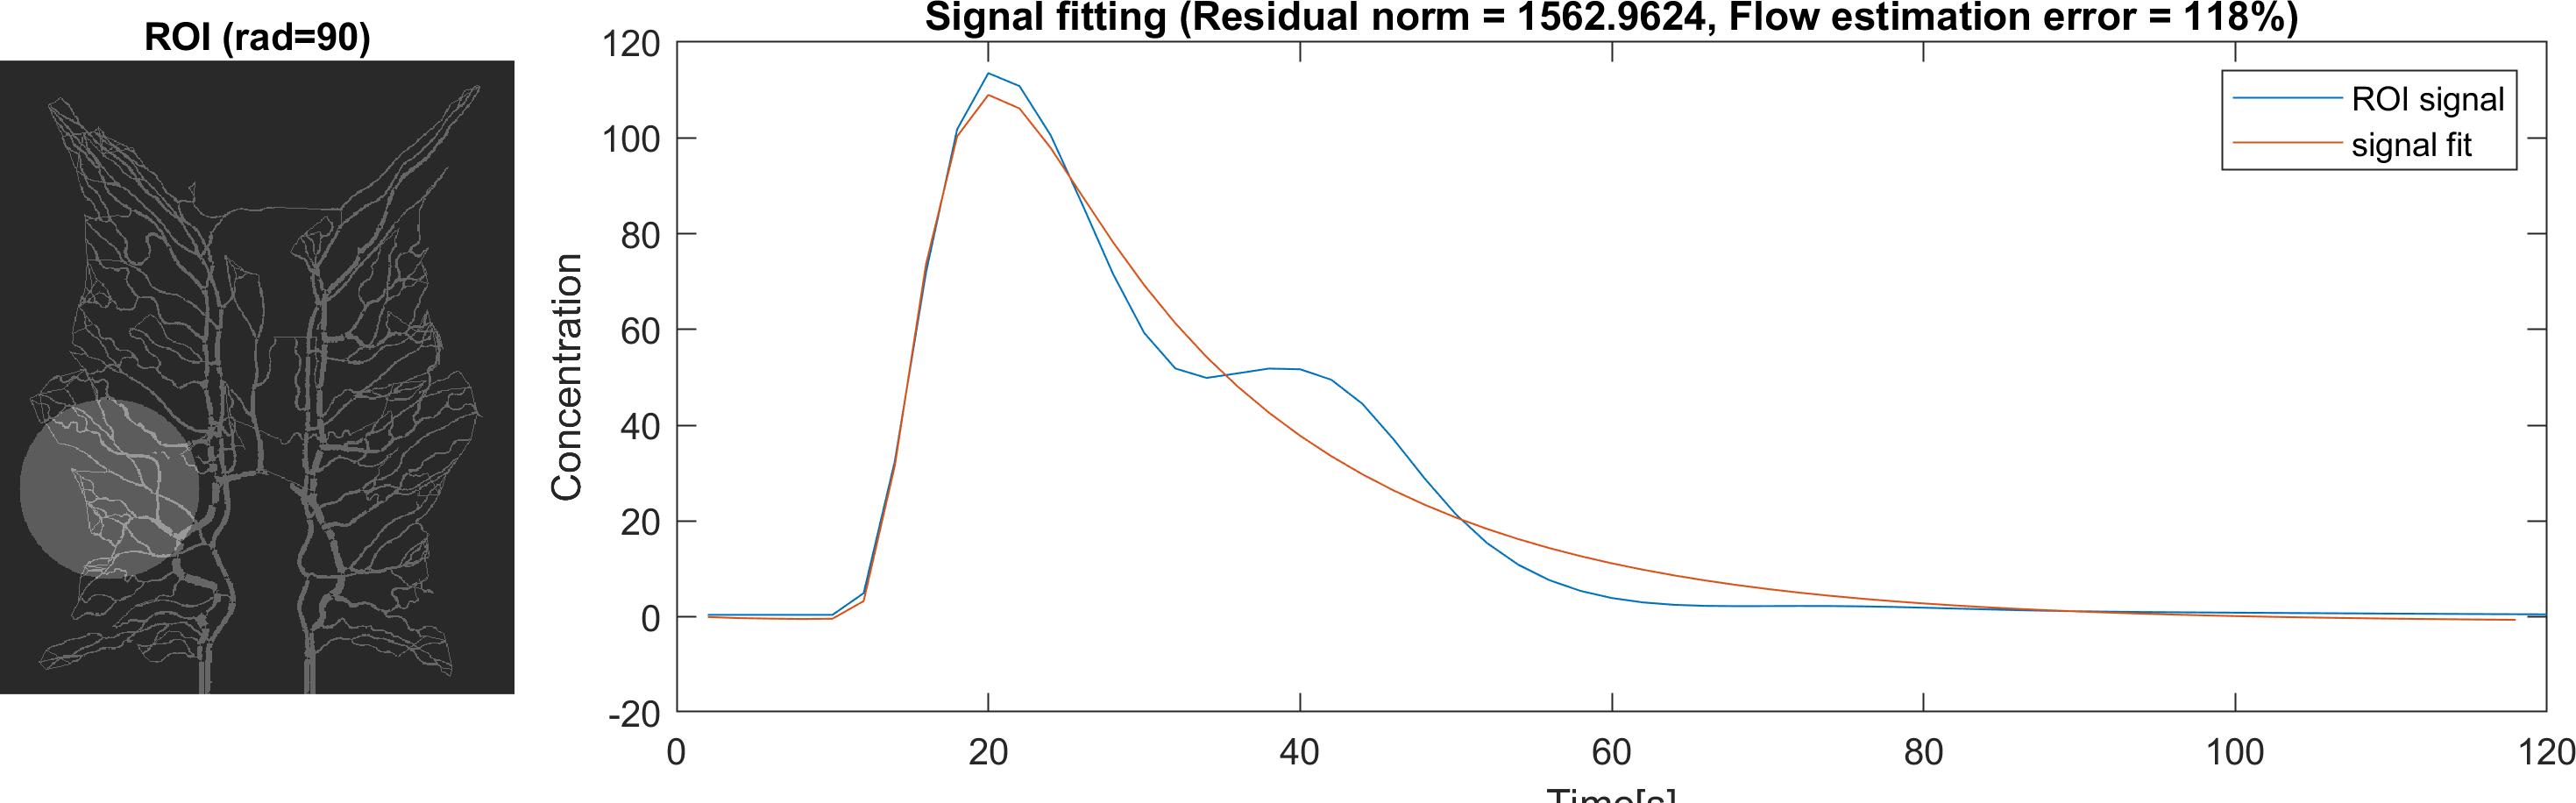 ROI (rad=90)
Signal fitting (Residual norm = 1562.9624, Flow estimation error = 118%)
120
100
80
60
40
20
0
-20
Concentration
ROI signal
signal fit
0 20 40 60 80 100 120
Time[s]